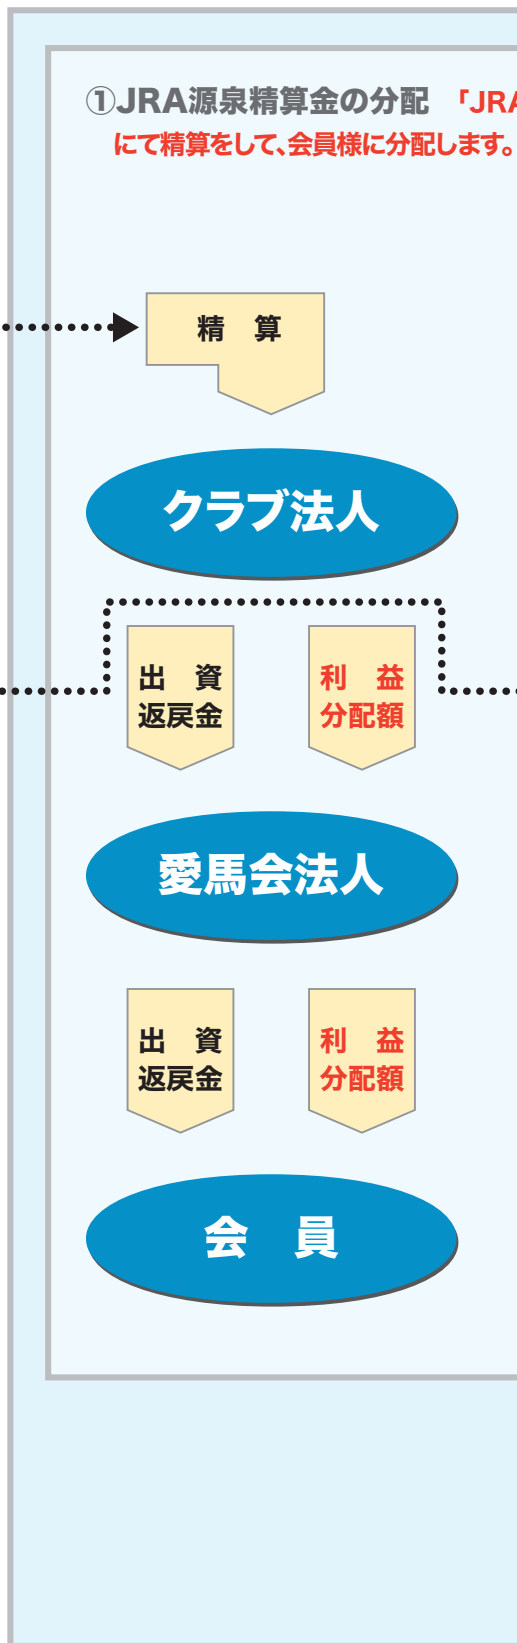 ①JRA源泉精算金の分配 「JRA
にて精算をして、会員様に分配します。
精 算
クラブ法人
出 資
返戻金
利 益
分配額
愛馬会法人
出 資
返戻金
利 益
分配額
会 員